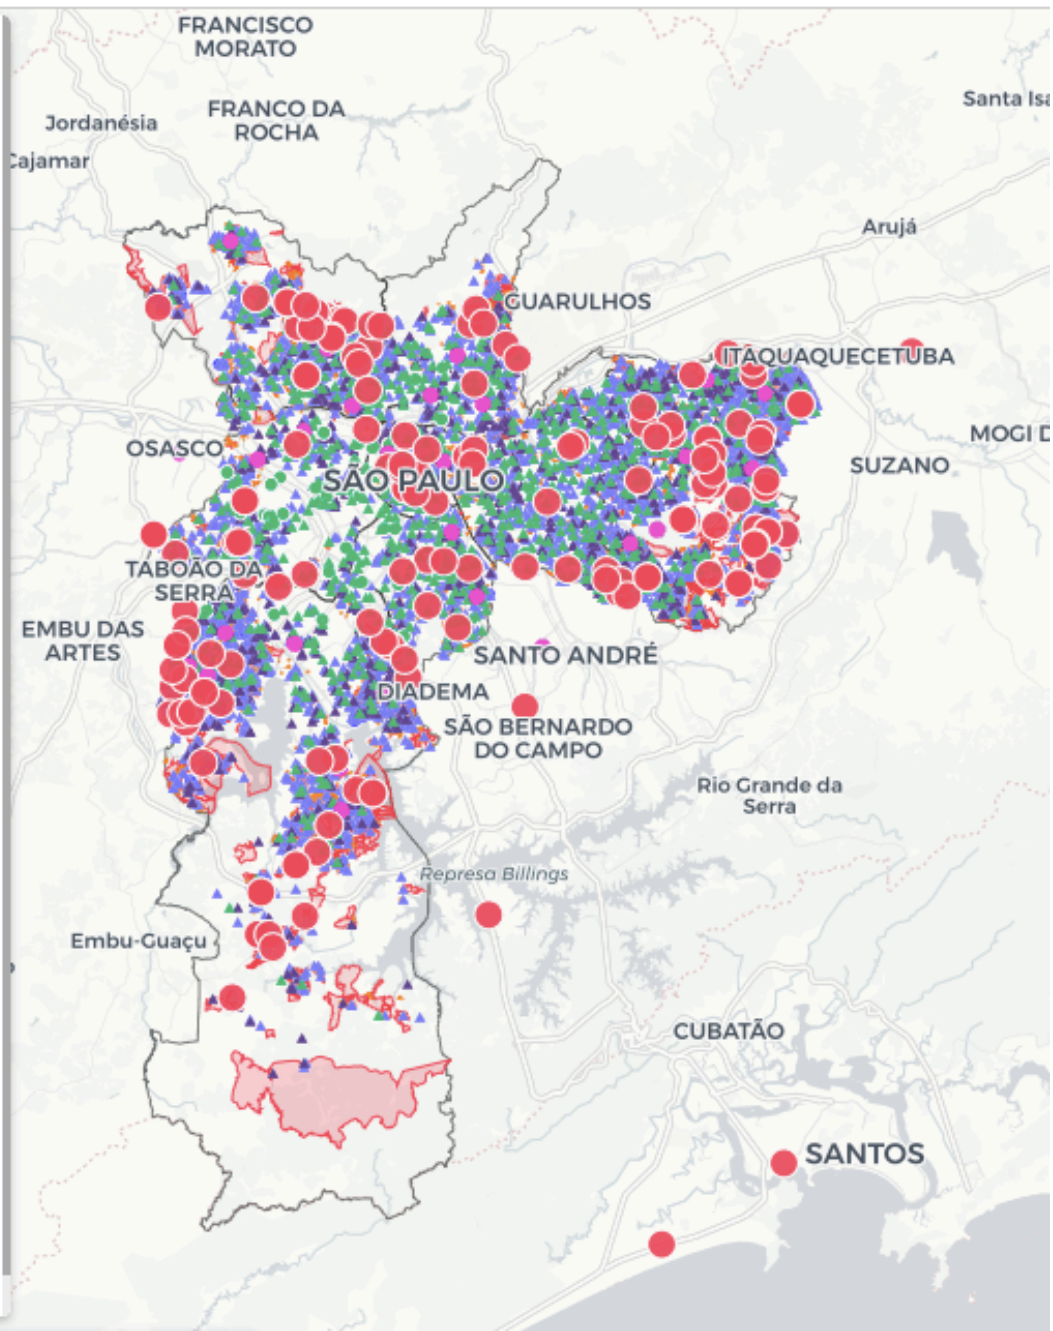 FRANCISCO
MORATO
Santa Isa
FRANCO DA
ROCHA
Jordanésia
Cajamar
Arujá
GUARULHOS
ITAQUAQUECETUBA
MOGI D
OSASCO
SUZANO
SÃO PAULO
TABOÃO DA
SERRA
EMBU DAS
ARTES
SANTO ANDRÉ
DIADEMA
SÃO BERNARDO
DO CAMPO
Rio Grande da
Serra
Represa Billings
Embu-Guaçu
CUBATÃO
SANTOS